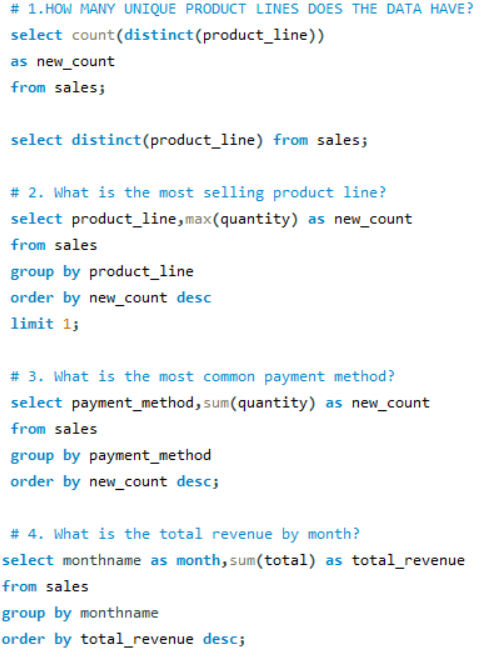 # 1.HOW MANY UNIQUE PRODUCT LINES DOES THE DATA HAVE?
select count(distinct(product_line))
as new_count
from sales;
select distinct(product_line) from sales;
# 2. What is the most selling product line?
select product_line,max(quantity) as new_count
from sales
group by product_line
order by new_count desc
limit 1;
# 3. What is the most common payment method?
select payment_method,sum(quantity) as new_count
from sales
group by payment_method
order by new_count desc;
# 4. What is the total revenue by month?
select monthname as month,sum(total) as total_revenue
from sales
group by monthname
order by total_revenue desc;